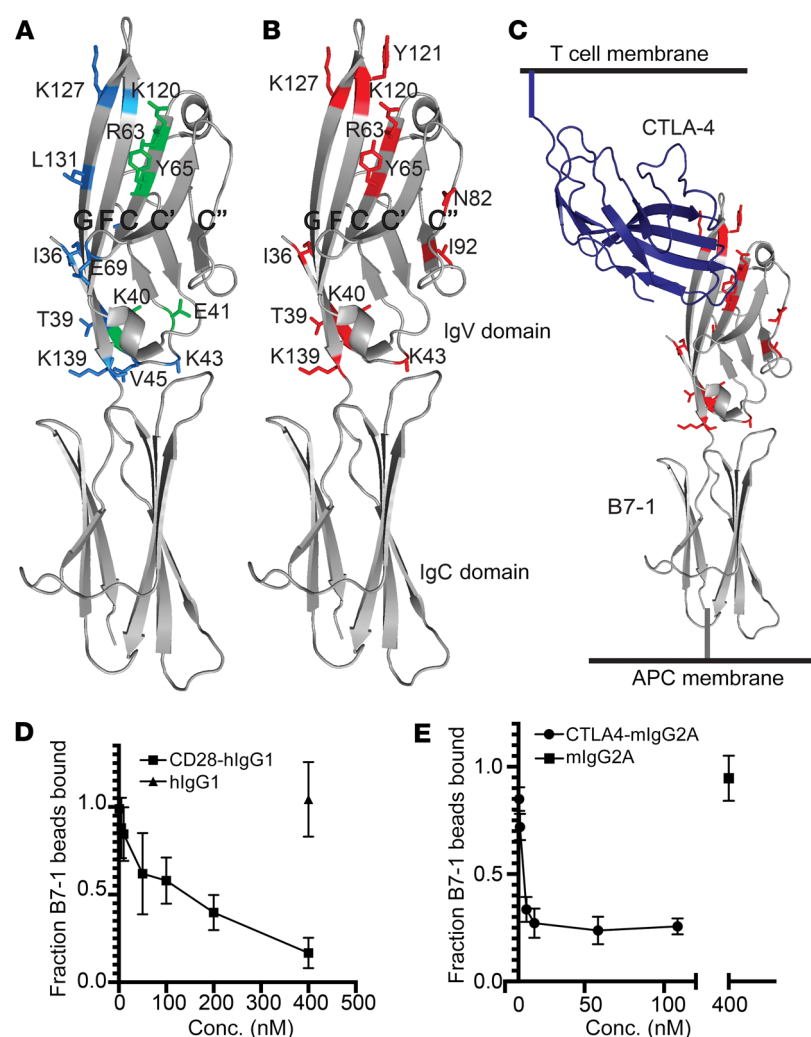 A
K127
K120
R63
L131
Y65
G F C C' C"
I36
E69
K40
E41
T39
K139
V45
K43
B
Y121
K127
K120
R63
Y65
N82
G F C C' C"
I36
I92
K40
T39
IgV domain
K139
K43
IgC domain
C
T cell membrane
CTLA-4
B7-1
APC membrane
D
CD28-hIgG1
hIgG1
Fraction B7-1 beads bound
1.0
0.5
0.0
0 100 200 300 400 500
Conc. (nM)
E
CTLA4-mIgG2A
mIgG2A
Fraction B7-1 beads bound
1.0
0.5
0.0
0 50 100 400
Conc. (nM)